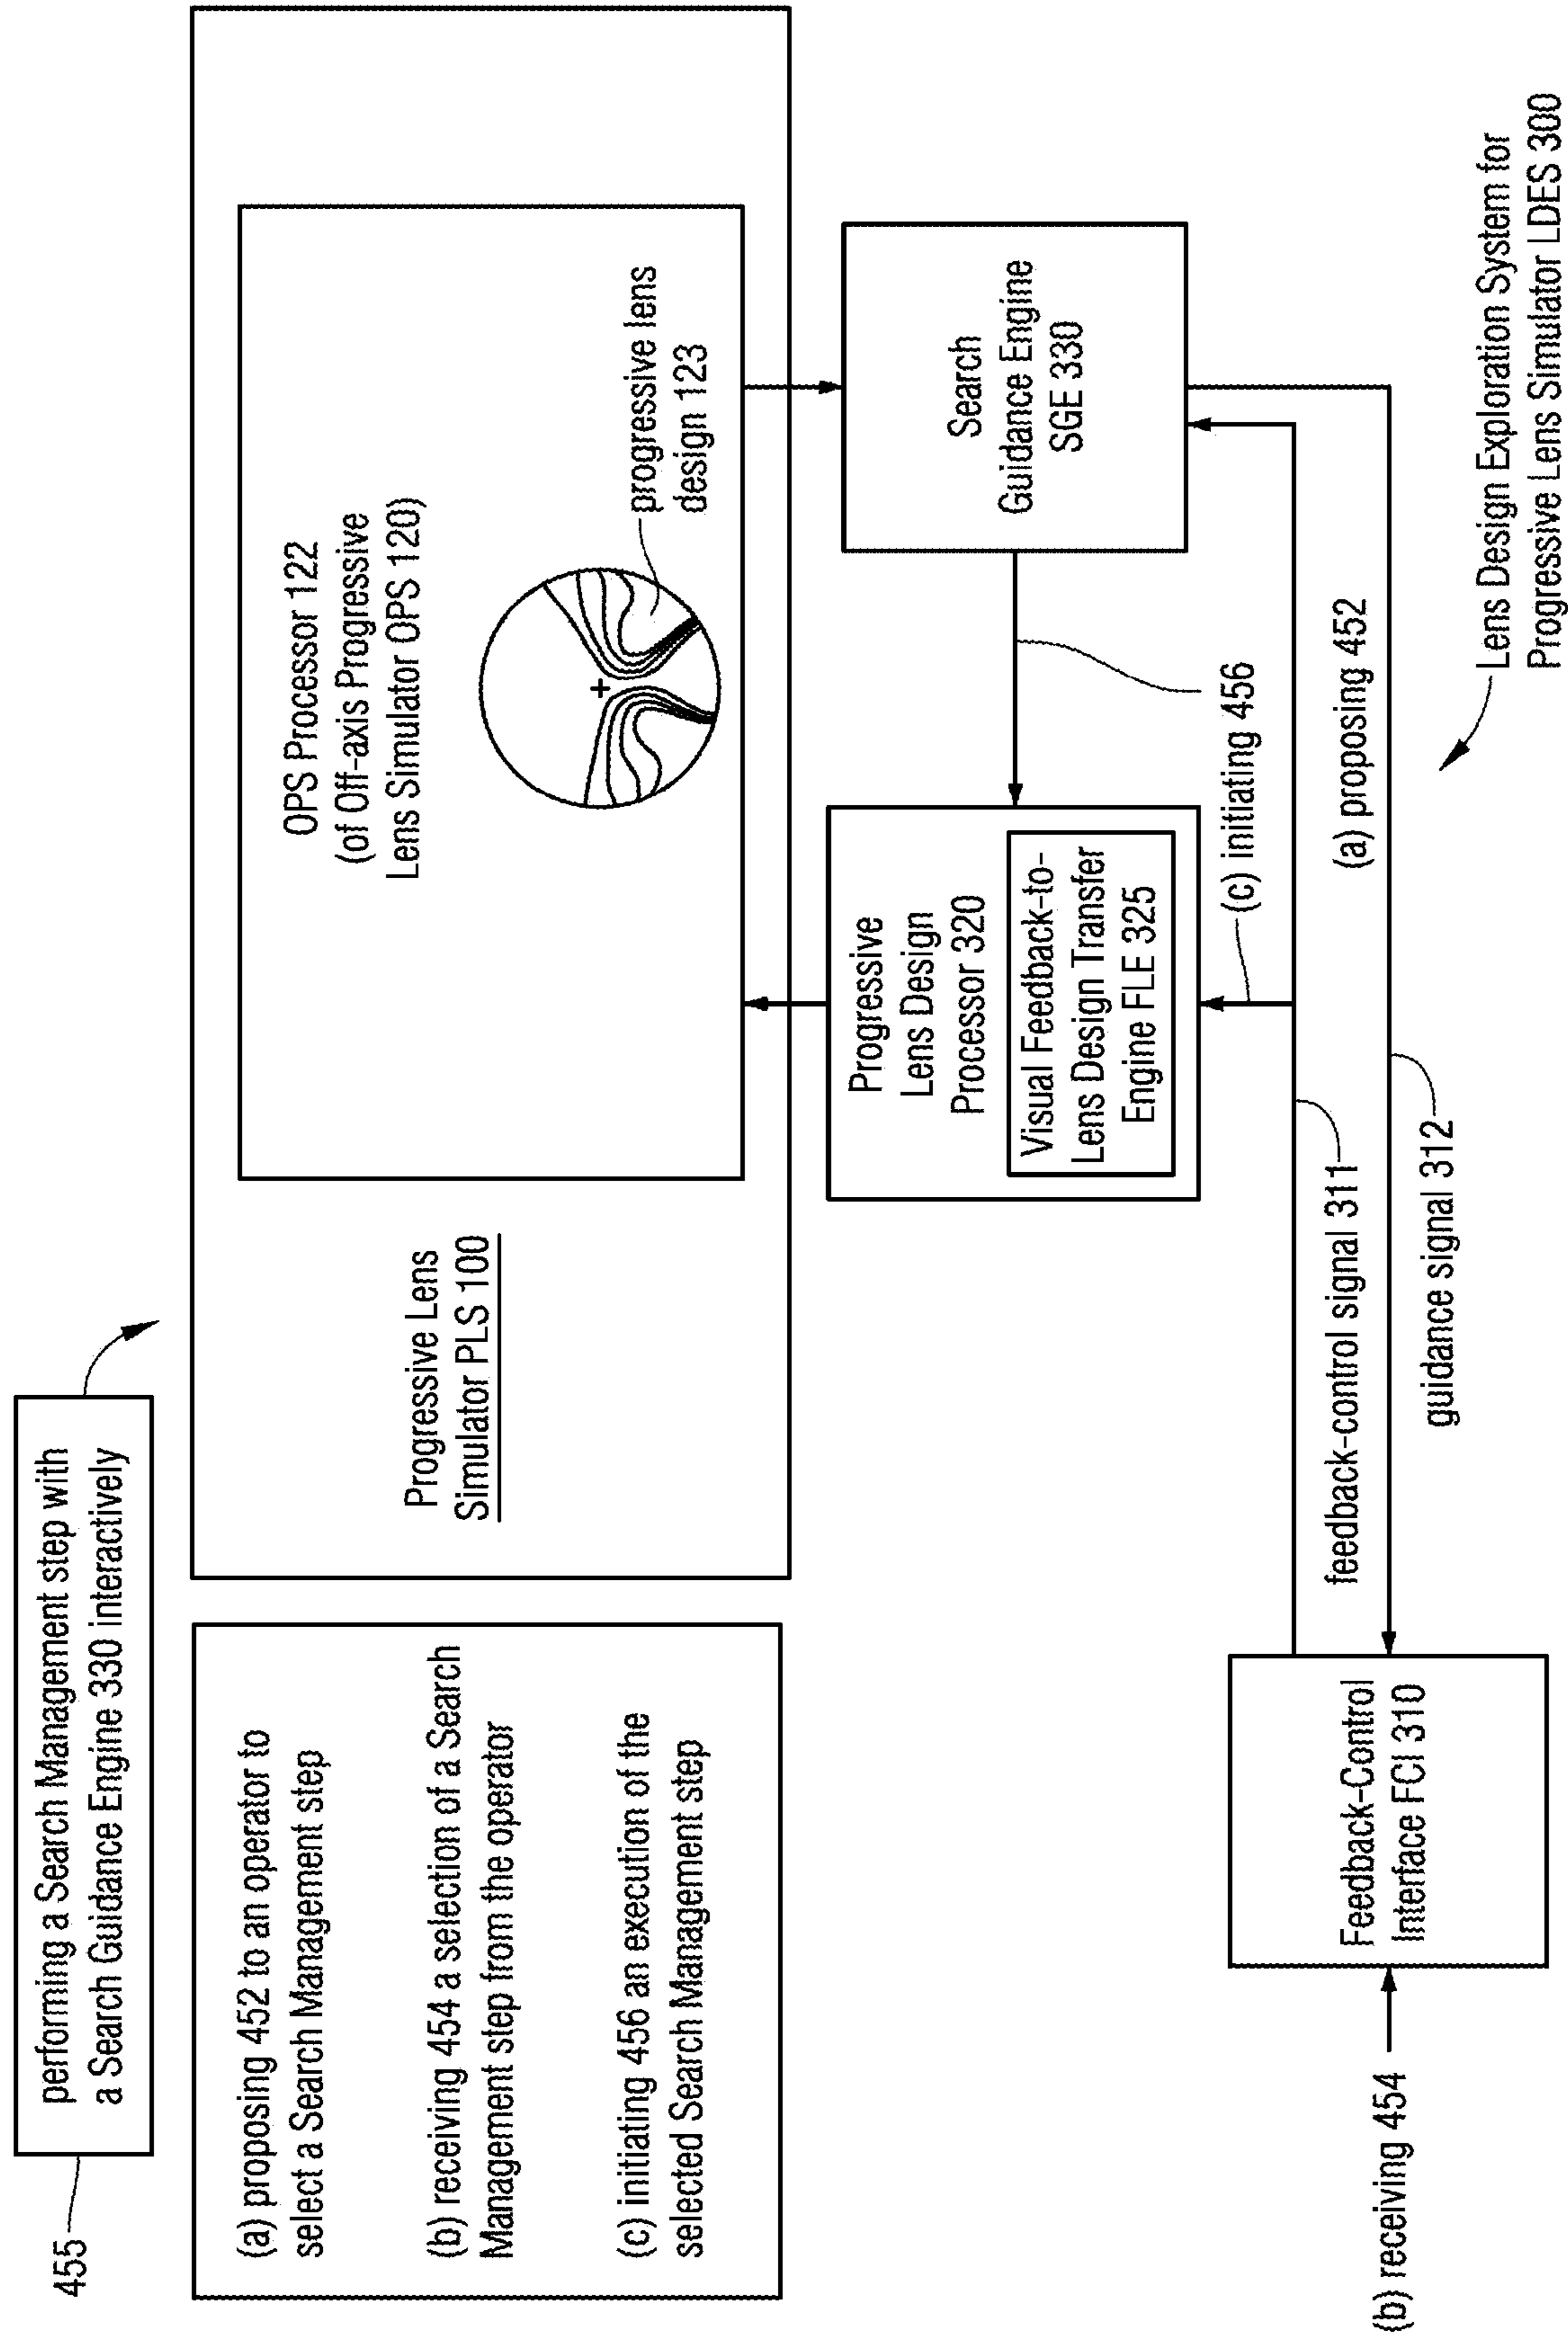 455
performing a Search Management step with
a Search Guidance Engine 330 interactively
(a) proposing 452 to an operator to
select a Search Management step
(b) receiving 454 a selection of a Search
Management step from the operator
(c) initiating 456 an execution of the
selected Search Management step
Progressive Lens
Simulator PLS 100
OPS Processor 122
(of Off-axis Progressive
Lens Simulator OPS 120)
+
progressive lens
design 123
Progressive
Lens Design
Processor 320
Visual Feedback-to-
Lens Design Transfer
Engine FLE 325
Search
Guidance Engine
SGE 330
(c) initiating 456
(a) proposing 452
feedback-control signal 311
guidance signal 312
(b) receiving 454
Feedback-Control
Interface FCI 310
Lens Design Exploration System for
Progressive Lens Simulator LDES 300